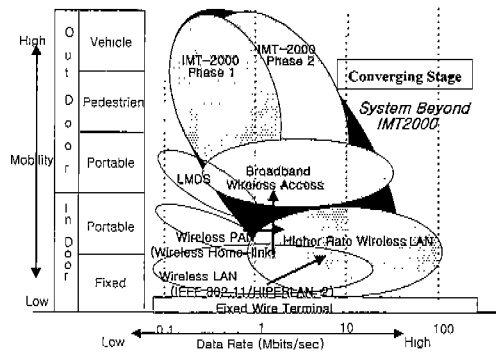 High
Mobility
Low
Out Door
In Door
Vehicle
Pedestrien
Portable
Portable
Fixed
IMT-2000
Phase 1
IMT-2000
Phase 2
Converging Stage
System Beyond
IMT2000
LMDS
Broadband
Wireless Access
Wireless PAN
(Wireless Home-link)
Highor Rato Wireless LAN
Wireless LAN
(IEEE 802.11/HIPERLAN-2)
Fixed Wire Terminal
0.1
1
10
100
Low
Data Rate (Mbits/sec)
High